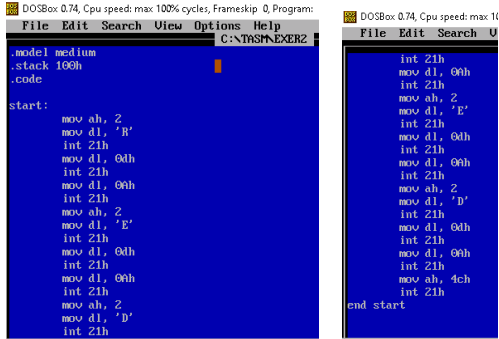 DOSBox 0.74, Cpu speed: max 100% cycles, Frameskip 0, Program:
File Edit Search View Options Help
C:\TASM\EXER2
.model medium
.stack 100h
.code
start:
mov ah, 2
mov dl, 'R'
int 21h
mov dl, 0dh
int 21h
mov dl, 0Ah
int 21h
mov ah, 2
mov dl, 'E'
int 21h
mov dl, 0dh
int 21h
mov dl, 0Ah
int 21h
mov ah, 2
mov dl, 'D'
int 21h
DOSBox 0.74, Cpu speed: max 10
File Edit Search V
int 21h
mov dl, 0Ah
int 21h
mov ah, 2
mov dl, 'E'
int 21h
mov dl, 0dh
int 21h
mov dl, 0Ah
int 21h
mov ah, 2
mov dl, 'D'
int 21h
mov dl, 0dh
int 21h
mov dl, 0Ah
int 21h
mov ah, 4ch
int 21h
end start